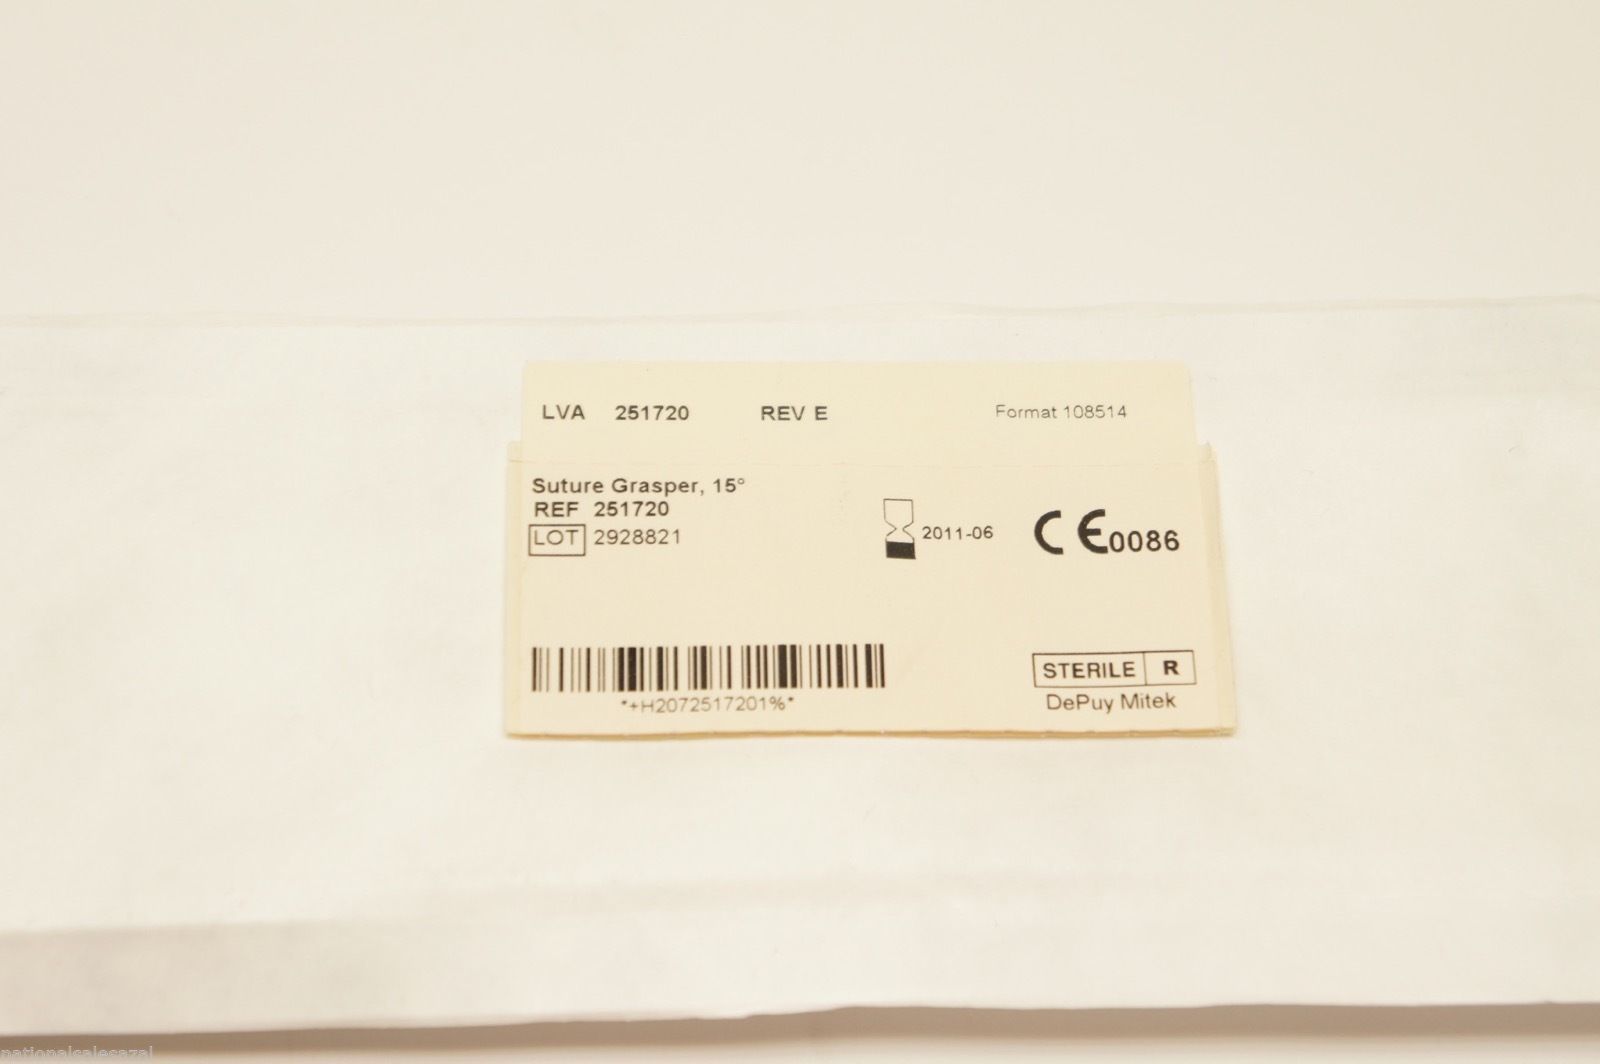 LVA 251720 REV E Format 108514
Suture Grasper, 15°
REF 251720
LOT 2928821
2011-06
CE0086
*+H2072517201%*
STERILE R
DePuy Mitek
nationalsalesazal